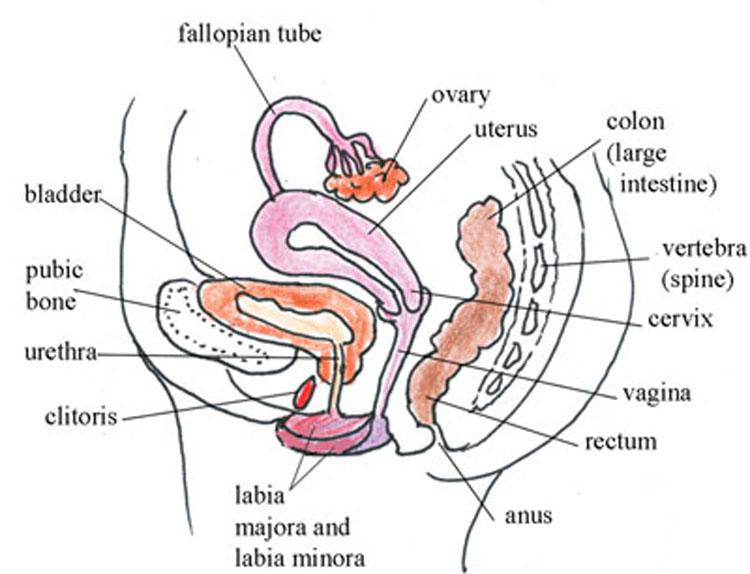 fallopian tube
ovary
uterus
colon
(large
intestine)
bladder
vertebra
(spine)
pubic
bone
cervix
urethra
vagina
clitoris
rectum
labia
majora and
labia minora
anus